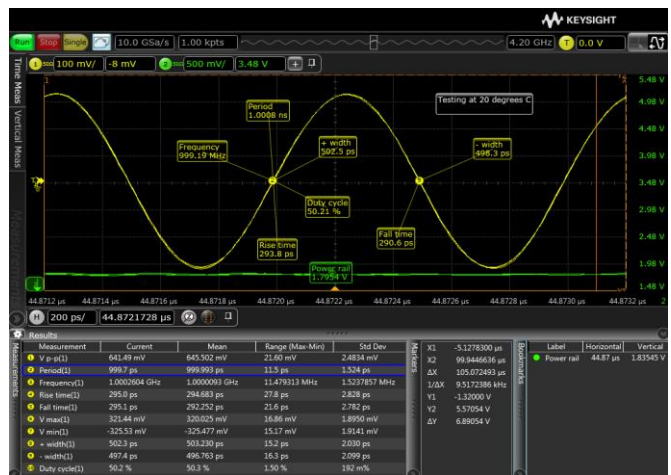 KEYSIGHT
Run Stop Single 10.0 GSa/s 1.00 kpts 4.20 GHz T 0.0 V
1 50Ω 100 mV/ -8 mV 2 50Ω 500 mV/ 3.48 V +
Time Meas
Vertical Meas
Measurements
5.48 V
4.98 V
4.48 V
3.98 V
3.48 V
2.98 V
2.48 V
1.98 V
1.48 V
Period
1.0008 ns
Testing at 20 degrees C
Frequency
999.19 MHz
+ width
502.5 ps
- width
498.3 ps
Duty cycle
50.21 %
Rise time
293.8 ps
Fall time
290.6 ps
Power rail
1.7954 V
44.8712 µs 44.8714 µs 44.8716 µs 44.8718 µs 44.8720 µs 44.8722 µs 44.8724 µs 44.8726 µs 44.8728 µs 44.8730 µs 44.8732 µs
H 200 ps/ 44.8721728 µs
Results
Measurements
Measurement Current Mean Range (Max-Min) Std Dev
V p-p(1) 641.49 mV 645.502 mV 21.60 mV 2.4834 mV
Period(1) 999.7 ps 999.993 ps 11.5 ps 1.524 ps
Frequency(1) 1.0002604 GHz 1.0000093 GHz 11.479313 MHz 1.5237857 MHz
Rise time(1) 295.0 ps 294.683 ps 27.8 ps 2.828 ps
Fall time(1) 295.1 ps 292.252 ps 21.6 ps 2.782 ps
V max(1) 321.44 mV 320.025 mV 16.86 mV 1.8950 mV
V min(1) -325.53 mV -325.477 mV 15.17 mV 1.9141 mV
+ width(1) 502.3 ps 503.230 ps 15.2 ps 2.030 ps
- width(1) 497.4 ps 496.763 ps 16.3 ps 2.099 ps
Duty cycle(1) 50.2 % 50.3 % 1.50 % 192 m%
Markers
X1 -5.1278300 µs
X2 99.9446636 µs
ΔX 105.072493 µs
1/ΔX 9.5172386 kHz
Y1 -1.32000 V
Y2 5.57054 V
ΔY 6.89054 V
Bookmarks
Label Horizontal Vertical
Power rail 44.87 µs 1.83545 V